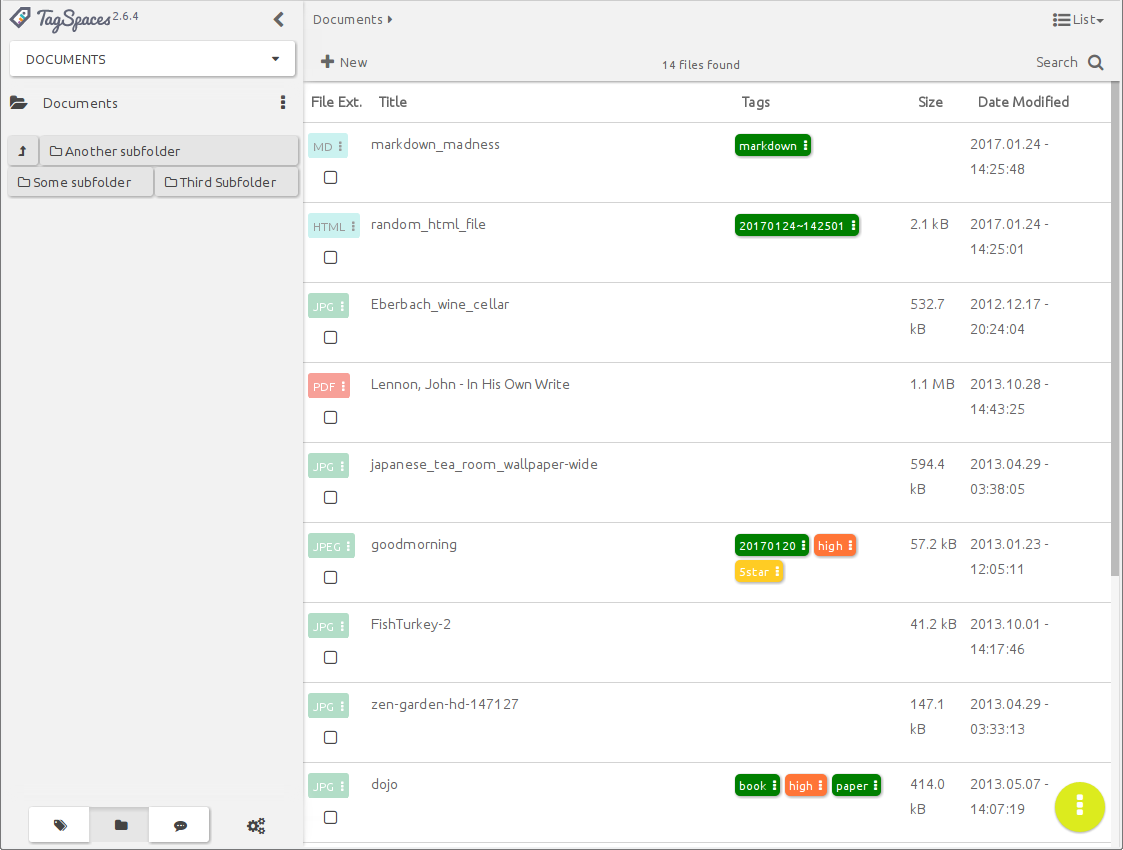 TagSpaces 2.6.4
Documents
List
DOCUMENTS
New
14 files found
Search
Documents
File Ext. Title Tags Size Date Modified
Another subfolder
Some subfolder Third Subfolder
MD markdown_madness markdown 2017.01.24 -
14:25:48
HTML random_html_file 20170124~142501 2.1 kB 2017.01.24 -
14:25:01
JPG Eberbach_wine_cellar 532.7 2012.12.17 -
kB 20:24:04
PDF Lennon, John - In His Own Write 1.1 MB 2013.10.28 -
14:43:25
JPG japanese_tea_room_wallpaper-wide 594.4 2013.04.29 -
kB 03:38:05
JPEG goodmorning 20170120 high 57.2 kB 2013.01.23 -
5star 12:05:11
JPG FishTurkey-2 41.2 kB 2013.10.01 -
14:17:46
JPG zen-garden-hd-147127 147.1 2013.04.29 -
kB 03:33:13
JPG dojo book high paper 414.0 2013.05.07 -
kB 14:07:19